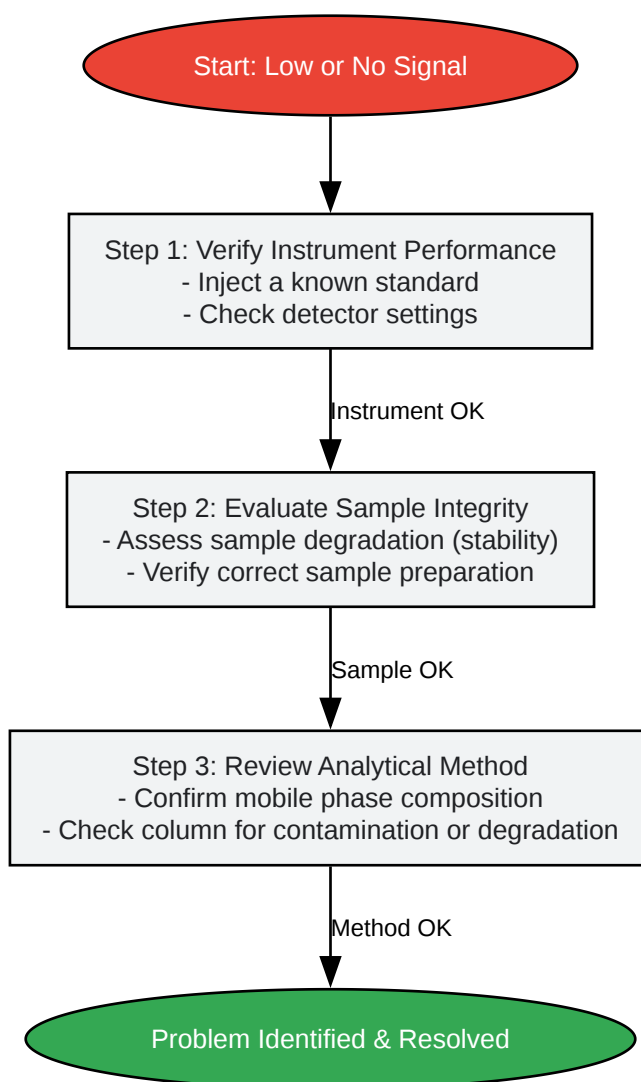 Start: Low or No Signal
Step 1: Verify Instrument Performance
- Inject a known standard
- Check detector settings
Instrument OK
Step 2: Evaluate Sample Integrity
- Assess sample degradation (stability)
- Verify correct sample preparation
Sample OK
Step 3: Review Analytical Method
- Confirm mobile phase composition
- Check column for contamination or degradation
Method OK
Problem Identified & Resolved